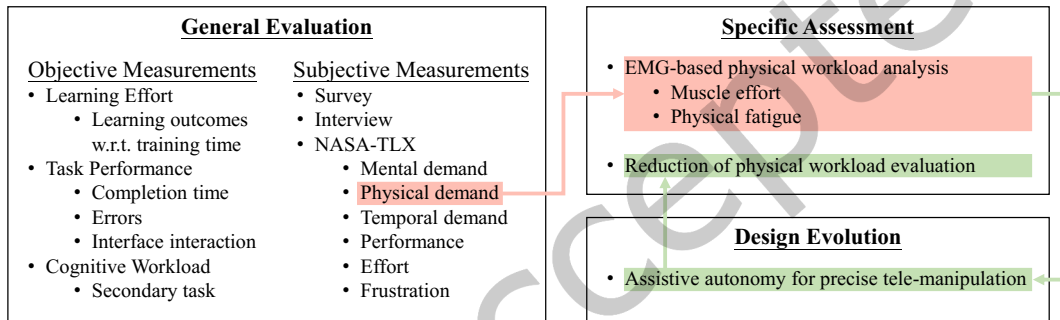 General Evaluation
Objective Measurements
• Learning Effort
• Learning outcomes
w.r.t. training time
• Task Performance
• Completion time
• Errors
• Interface interaction
• Cognitive Workload
• Secondary task
Subjective Measurements
• Survey
• Interview
• NASA-TLX
• Mental demand
• Physical demand
• Temporal demand
• Performance
• Effort
• Frustration
Specific Assessment
• EMG-based physical workload analysis
• Muscle effort
• Physical fatigue
• Reduction of physical workload evaluation
Design Evolution
• Assistive autonomy for precise tele-manipulation